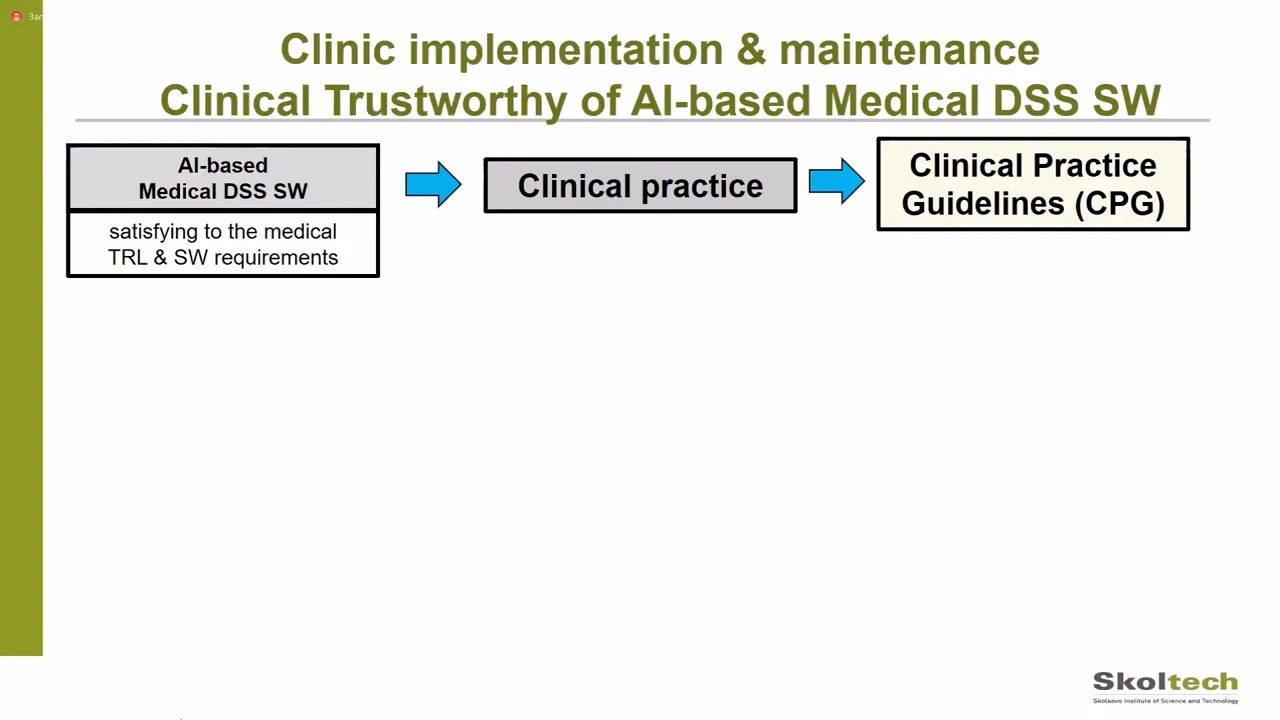 Clinic implementation & maintenance
Clinical Trustworthy of AI-based Medical DSS SW
AI-based
Medical DSS SW
satisfying to the medical
TRL & SW requirements
Clinical practice
Clinical Practice
Guidelines (CPG)
Skoltech
Skolkovo Institute of Science and Technology